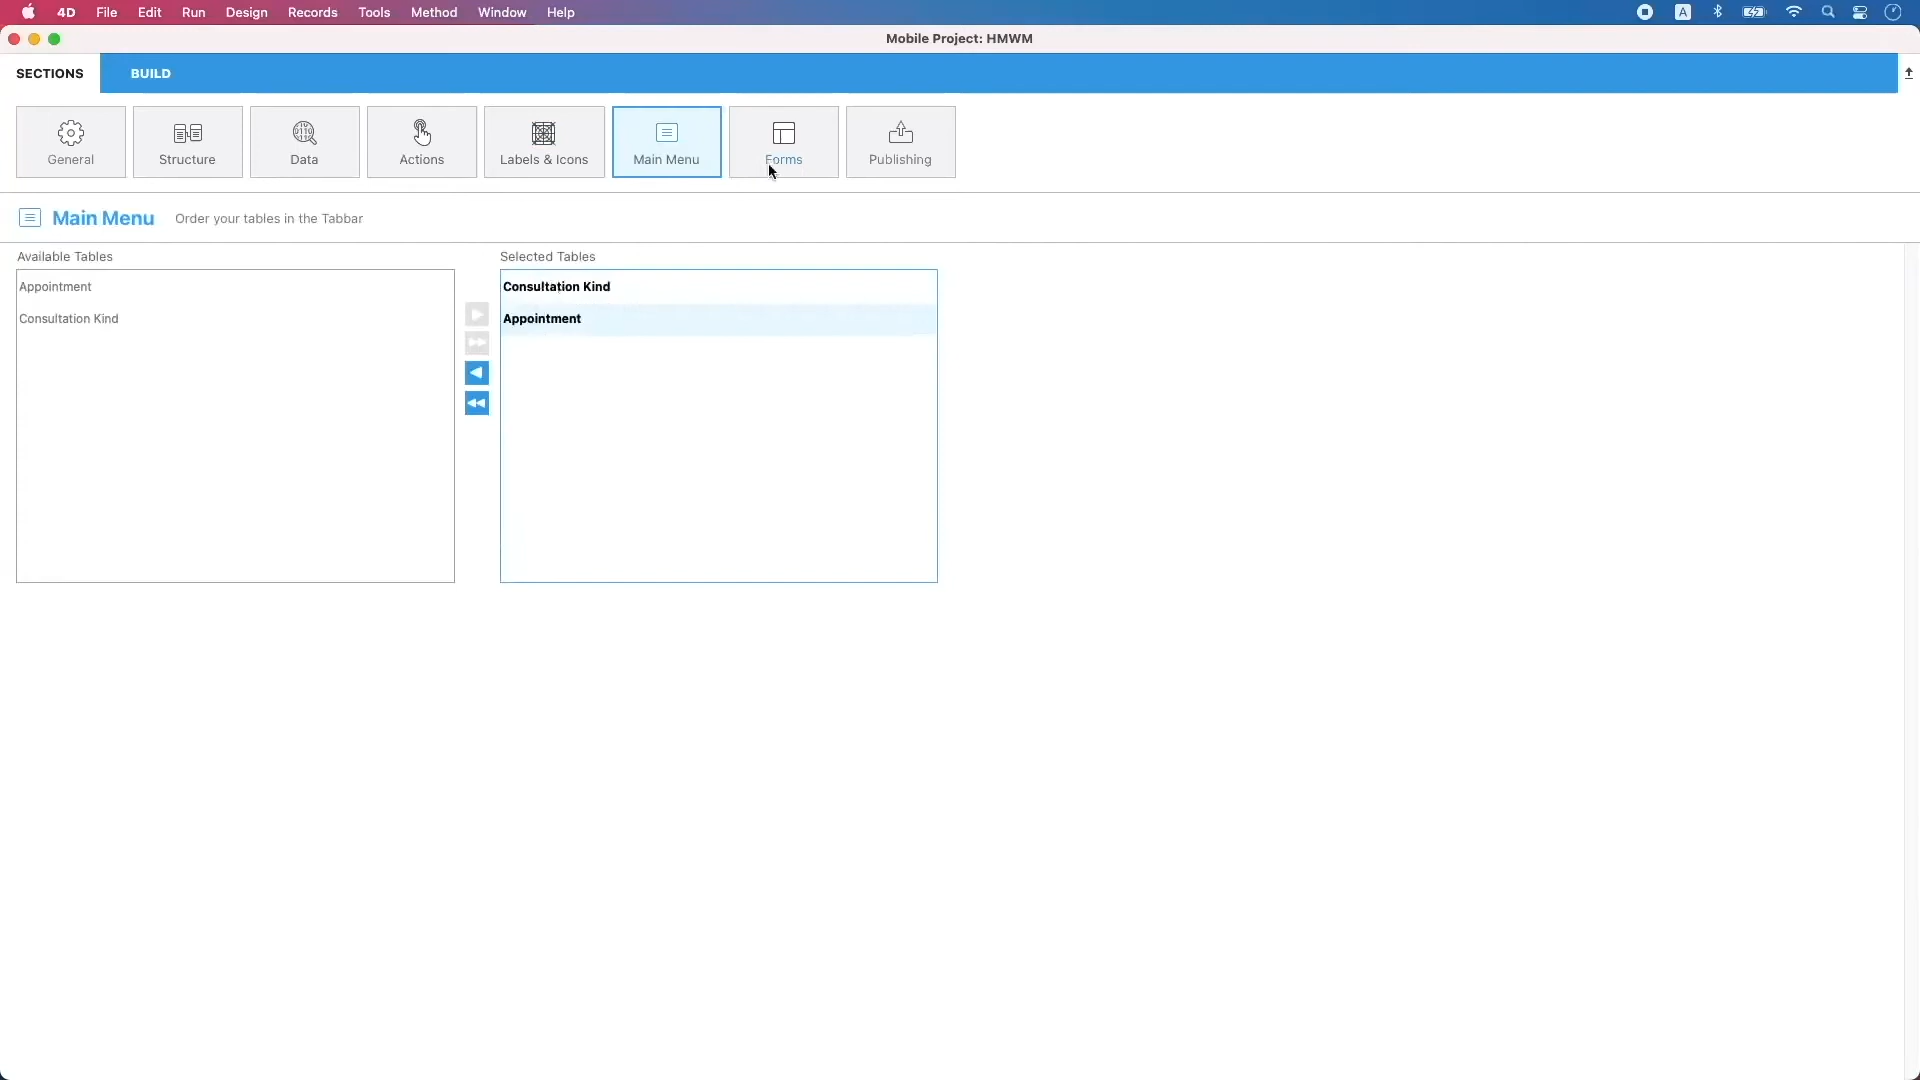 4D File Edit Run Design Records Tools Method Window Help A
Mobile Project: HMWM
SECTIONS BUILD
General Structure Data Actions Labels & Icons Main Menu Forms Publishing
Main Menu Order your tables in the Tabbar
Available Tables Selected Tables
Appointment Consultation Kind
Consultation Kind Appointment